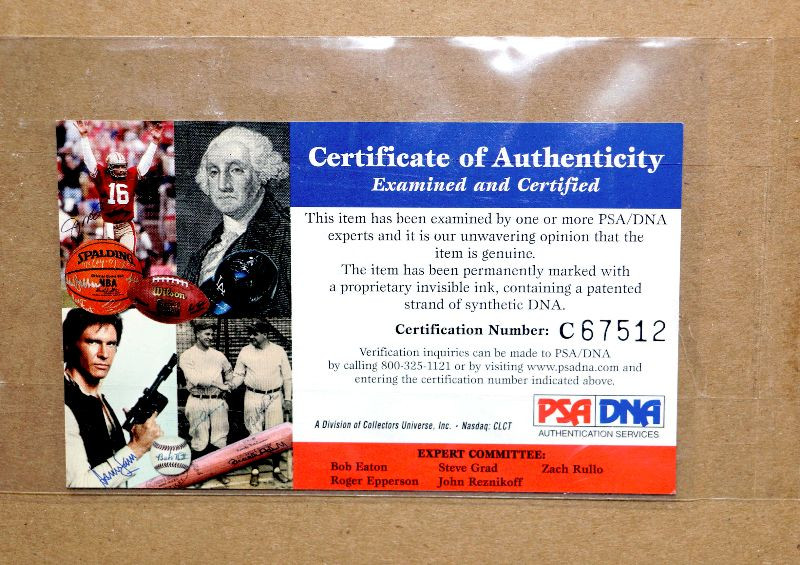 Certificate of Authenticity
Examined and Certified
This item has been examined by one or more PSA/DNA
experts and it is our unwavering opinion that the
item is genuine.
The item has been permanently marked with
a proprietary invisible ink, containing a patented
strand of synthetic DNA.
Certification Number: C67512
Verification inquiries can be made to PSA/DNA
by calling 800-325-1121 or by visiting www.psadna.com and
entering the certification number indicated above.
A Division of Collectors Universe, Inc. • Nasdaq: CLCT
PSA DNA
AUTHENTICATION SERVICES
EXPERT COMMITTEE:
Bob Eaton Steve Grad Zach Rullo
Roger Epperson John Reznikoff
16
SPALDING
NBA
Wilson
LA